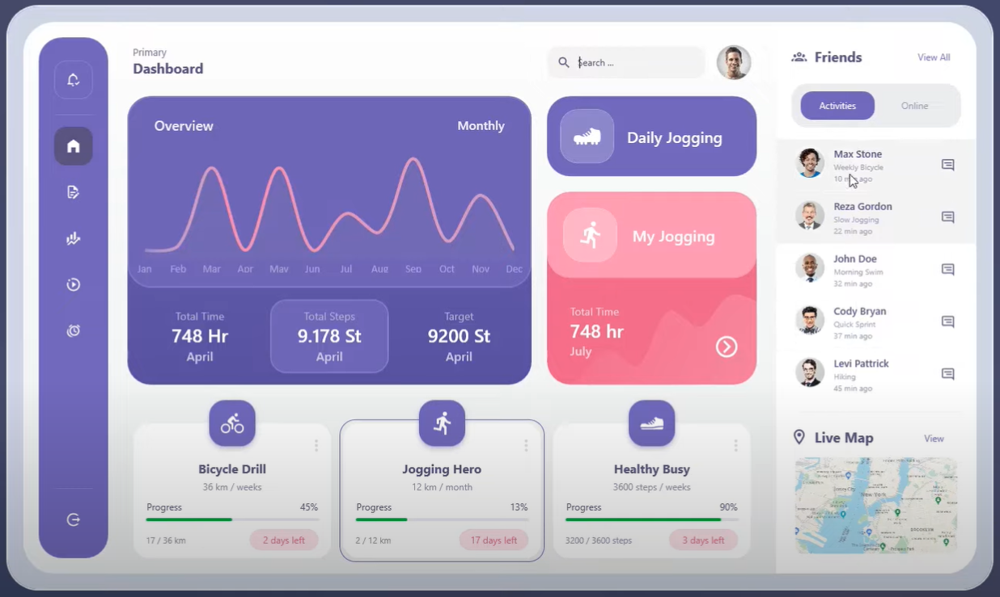 Primary
Dashboard
Search ...
Overview
Monthly
Jan Feb Mar Apr May Jun Jul Aug Sep Oct Nov Dec
Total Time
748 Hr
April
Total Steps
9.178 St
April
Target
9200 St
April
Daily Jogging
My Jogging
Total Time
748 hr
July
Bicycle Drill
36 km / weeks
Progress 45%
17 / 36 km
2 days left
Jogging Hero
12 km / month
Progress 13%
2 / 12 km
17 days left
Healthy Busy
3600 steps / weeks
Progress 90%
3200 / 3600 steps
3 days left
Friends
View All
Activities
Online
Max Stone
Weekly Bicycle
10 min ago
Reza Gordon
Slow Jogging
22 min ago
John Doe
Morning Swim
32 min ago
Cody Bryan
Quick Sprint
37 min ago
Levi Pattrick
Hiking
45 min ago
Live Map
View
New York
BROOKLYN